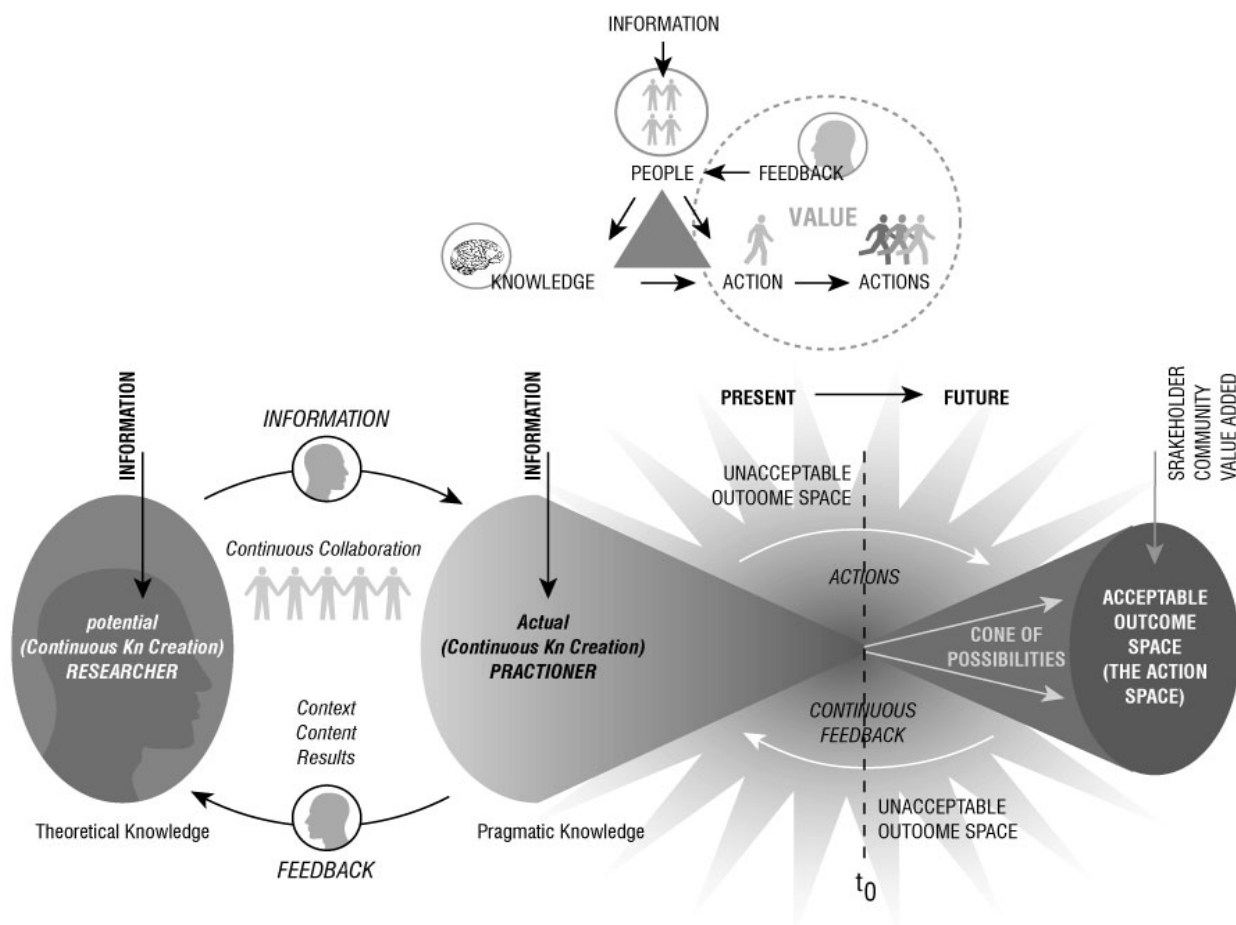 INFORMATION
PEOPLE
FEEDBACK
VALUE
KNOWLEDGE
ACTION
ACTIONS
INFORMATION
INFORMATION
INFORMATION
PRESENT
FUTURE
SRAKEHOLDER
COMMUNITY
VALUE ADDED
UNACCEPTABLE
OUTOOME SPACE
Continuous Collaboration
ACTIONS
potential
(Continuous Kn Creation)
RESEARCHER
Actual
(Continuous Kn Creation)
PRACTIONER
CONE OF
POSSIBILITIES
ACCEPTABLE
OUTCOME
SPACE
(THE ACTION
SPACE)
Context
Content
Results
CONTINUOUS
FEEDBACK
UNACCEPTABLE
OUTOOME SPACE
Theoretical Knowledge
Pragmatic Knowledge
FEEDBACK
t0